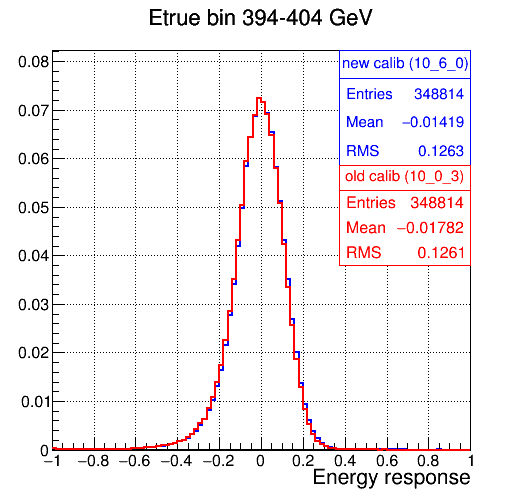 Etrue bin 394-404 GeV
new calib (10_6_0)
Entries 348814
Mean −0.01419
RMS 0.1263
old calib (10_0_3)
Entries 348814
Mean −0.01782
RMS 0.1261
0.08
0.07
0.06
0.05
0.04
0.03
0.02
0.01
0
−1 −0.8 −0.6 −0.4 −0.2 0 0.2 0.4 0.6 0.8 1
Energy response